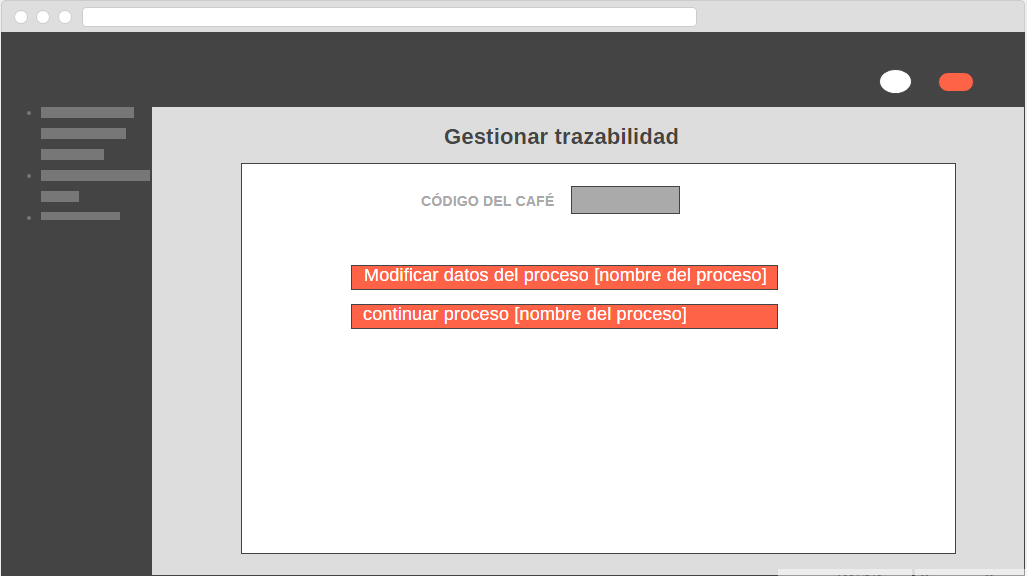 Gestionar trazabilidad
CÓDIGO DEL CAFÉ
Modificar datos del proceso [nombre del proceso]
continuar proceso [nombre del proceso]